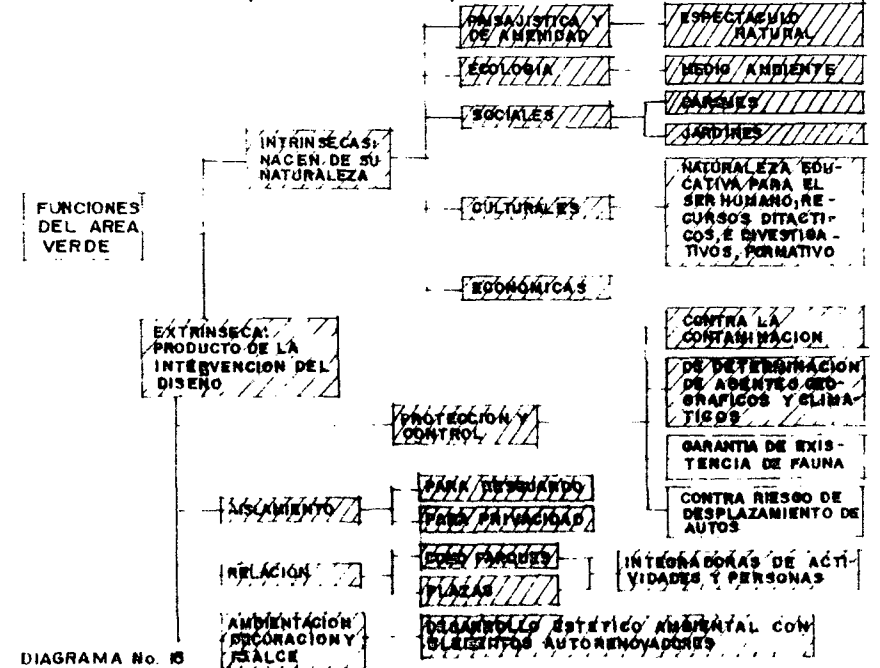 FUNCIONES
DEL AREA
VERDE
INTRINSECAS:
NACEN DE SU
NATURALEZA
PAISAJISTICA Y
DE AMENIDAD
ESPECTACULO
NATURAL
ECOLOGIA
MEDIO AMBIENTE
SOCIALES
PARQUES
JARDINES
CULTURALES
NATURALEZA EDU-
CATIVA PARA EL
SER HUMANO, RE-
CURSOS DITACTI-
COS, E DIVESTIGA-
TIVOS, FORMATIVO
ECONOMICAS
EXTRINSECA:
PRODUCTO DE LA
INTERVENCION DEL
DISEÑO
PROTECCION Y
CONTROL
CONTRA LA
CONTAMINACION
DE DETERMINACION
DE AGENTES GEO-
GRAFICOS Y CLIMA-
TICOS
GARANTIA DE EXIS-
TENCIA DE FAUNA
CONTRA RIESGO DE
DESPLAZAMIENTO DE
AUTOS
AISLAMIENTO
PARA RESGUARDO
PARA PRIVACIDAD
RELACION
COMO PARQUES
PLAZAS
INTEGRADORAS DE ACTI-
VIDADES Y PERSONAS
AMBIENTACION
DECORACION Y
REALCE
DESARROLLO ESTETICO AMBIENTAL CON
ELEMENTOS AUTORENOVADORES
DIAGRAMA No.